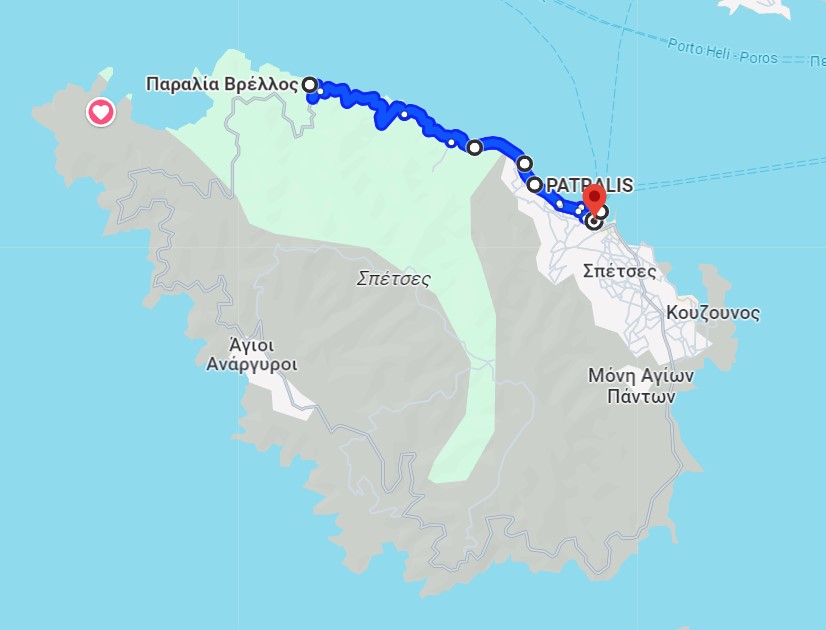 Porto Heli - Poros
Πε
Παραλία Βρέλλος
PATRALIS
Σπέτσες
Σπέτσες
Κουζουνος
Άγιοι
Ανάργυροι
Μόνη Αγίων
Πάντων